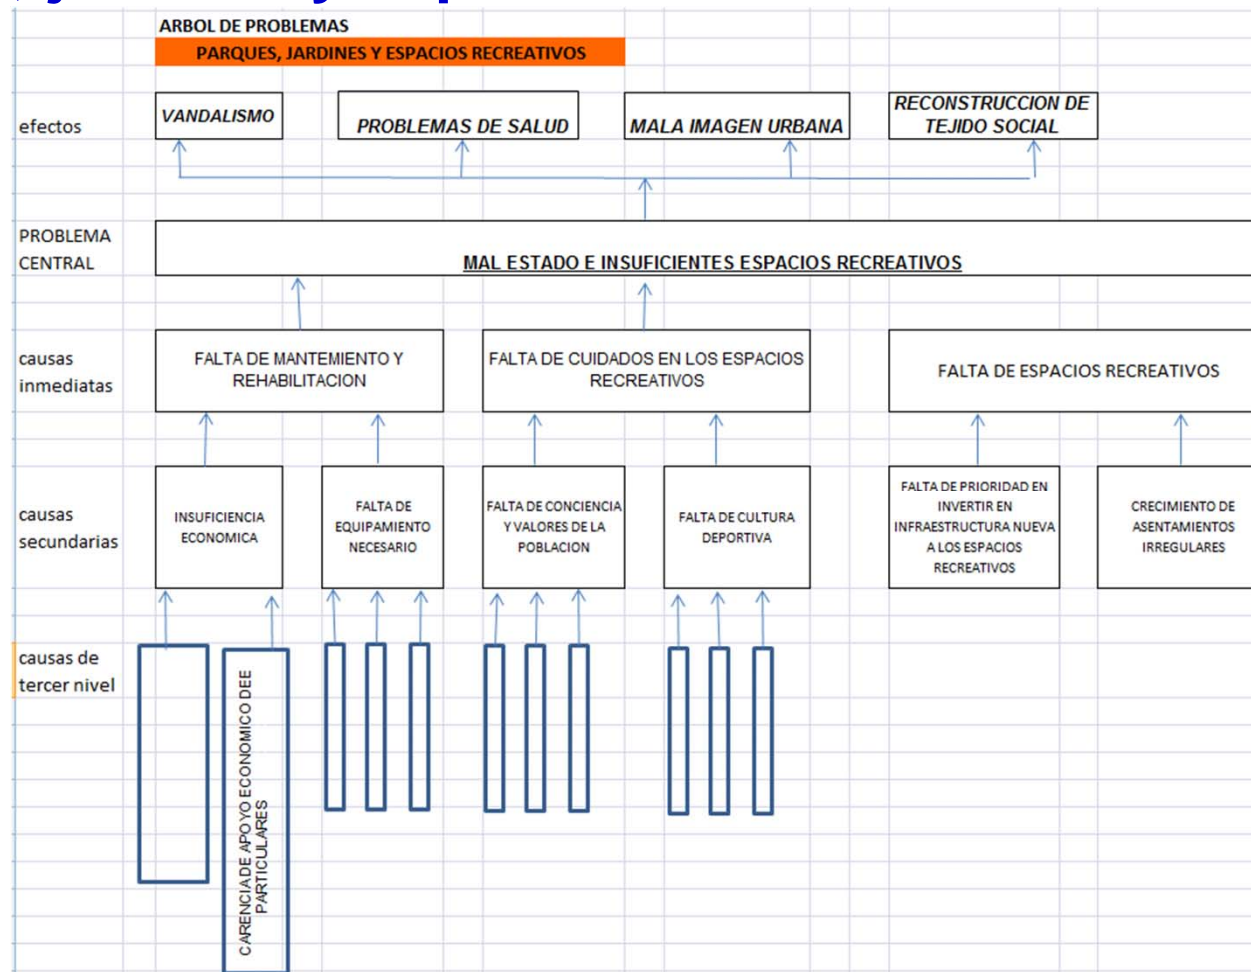 ARBOL DE PROBLEMAS
PARQUES, JARDINES Y ESPACIOS RECREATIVOS
efectos
VANDALISMO
PROBLEMAS DE SALUD
MALA IMAGEN URBANA
RECONSTRUCCION DE
TEJIDO SOCIAL
PROBLEMA
CENTRAL
MAL ESTADO E INSUFICIENTES ESPACIOS RECREATIVOS
causas
inmediatas
FALTA DE MANTEMIENTO Y
REHABILITACION
FALTA DE CUIDADOS EN LOS ESPACIOS
RECREATIVOS
FALTA DE ESPACIOS RECREATIVOS
causas
secundarias
INSUFICIENCIA
ECONOMICA
FALTA DE
EQUIPAMIENTO
NECESARIO
FALTA DE CONCIENCIA
Y VALORES DE LA
POBLACION
FALTA DE CULTURA
DEPORTIVA
FALTA DE PRIORIDAD EN
INVERTIR EN
INFRAESTRUCTURA NUEVA
A LOS ESPACIOS
RECREATIVOS
CRECIMIENTO DE
ASENTAMIENTOS
IRREGULARES
causas de
tercer nivel
CARENCIA DE APOYO ECONOMICO DEE
PARTICULARES